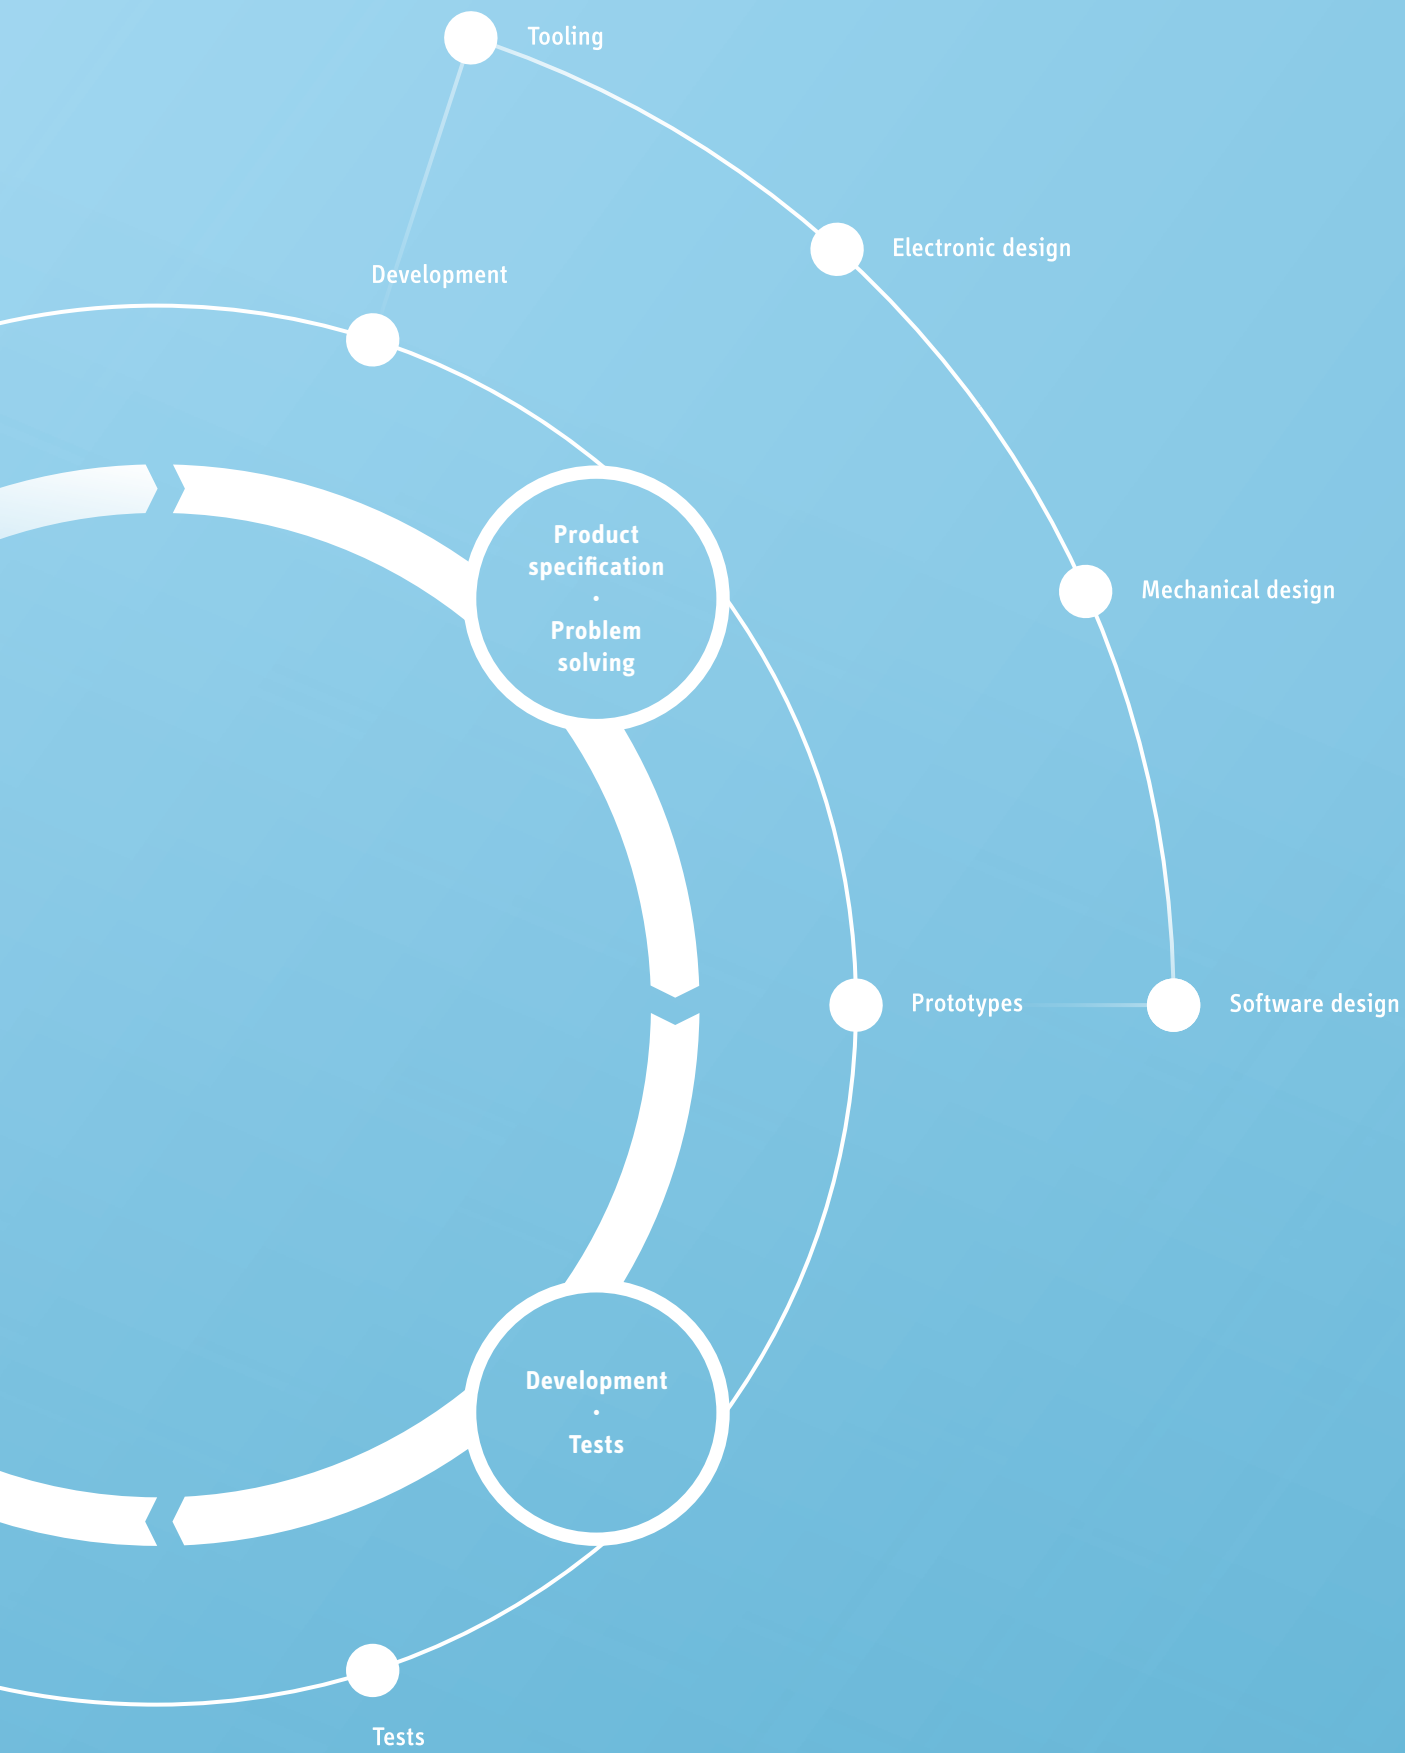 Tooling
Electronic design
Development
Product
specification
·
Problem
solving
Mechanical design
Prototypes
Software design
Development
·
Tests
Tests